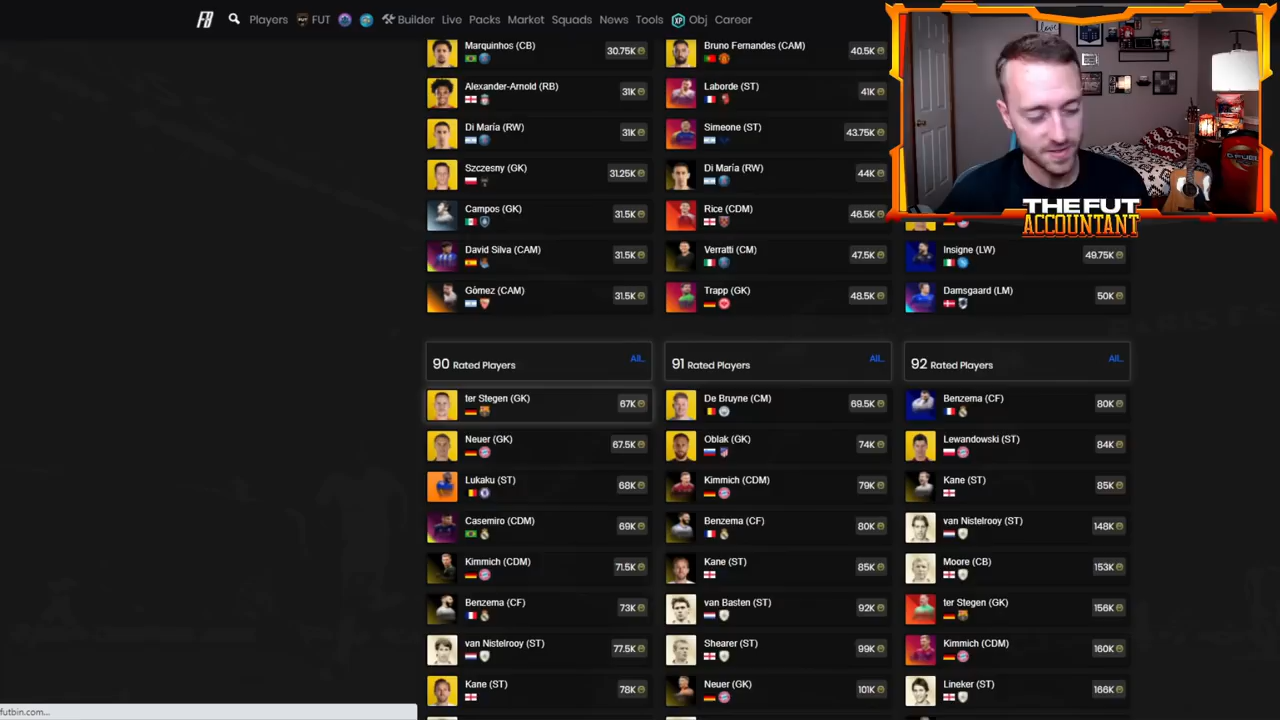 FB Players FUT Builder Live Packs Market Squads News Tools XP Obj Career
Marquinhos (CB) 30.75K
Alexander-Arnold (RB) 31K
Di María (RW) 31K
Szczesny (GK) 31.25K
Campos (GK) 31.5K
David Silva (CAM) 31.5K
Gómez (CAM) 31.5K
Bruno Fernandes (CAM) 40.5K
Laborde (ST) 41K
Simeone (ST) 43.75K
Di María (RW) 44K
Rice (CDM) 46.5K
Verratti (CM) 47.5K
Trapp (GK) 48.5K
THE FUT
ACCOUNTANT
Insigne (LW) 49.75K
Damsgaard (LM) 50K
90 Rated Players All..
ter Stegen (GK) 67K
Neuer (GK) 67.5K
Lukaku (ST) 68K
Casemiro (CDM) 69K
Kimmich (CDM) 71.5K
Benzema (CF) 73K
van Nistelrooy (ST) 77.5K
Kane (ST) 78K
91 Rated Players All..
De Bruyne (CM) 69.5K
Oblak (GK) 74K
Kimmich (CDM) 79K
Benzema (CF) 80K
Kane (ST) 85K
van Basten (ST) 92K
Shearer (ST) 99K
Neuer (GK) 101K
92 Rated Players All..
Benzema (CF) 80K
Lewandowski (ST) 84K
Kane (ST) 85K
van Nistelrooy (ST) 148K
Moore (CB) 153K
ter Stegen (GK) 156K
Kimmich (CDM) 160K
Lineker (ST) 166K
futbin.com...